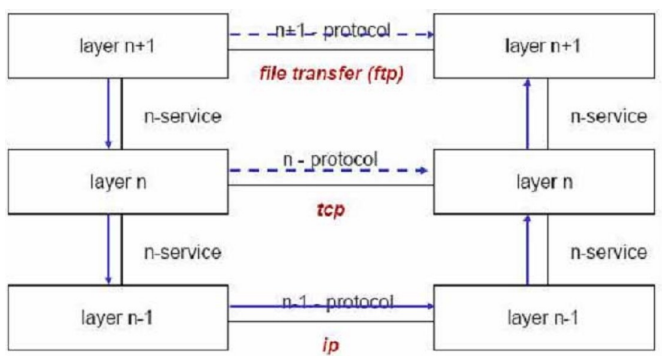 layer n+1
n+1 - protocol
layer n+1
file transfer (ftp)
n-service
n-service
layer n
n - protocol
layer n
tcp
n-service
n-service
layer n-1
n-1 - protocol
layer n-1
ip